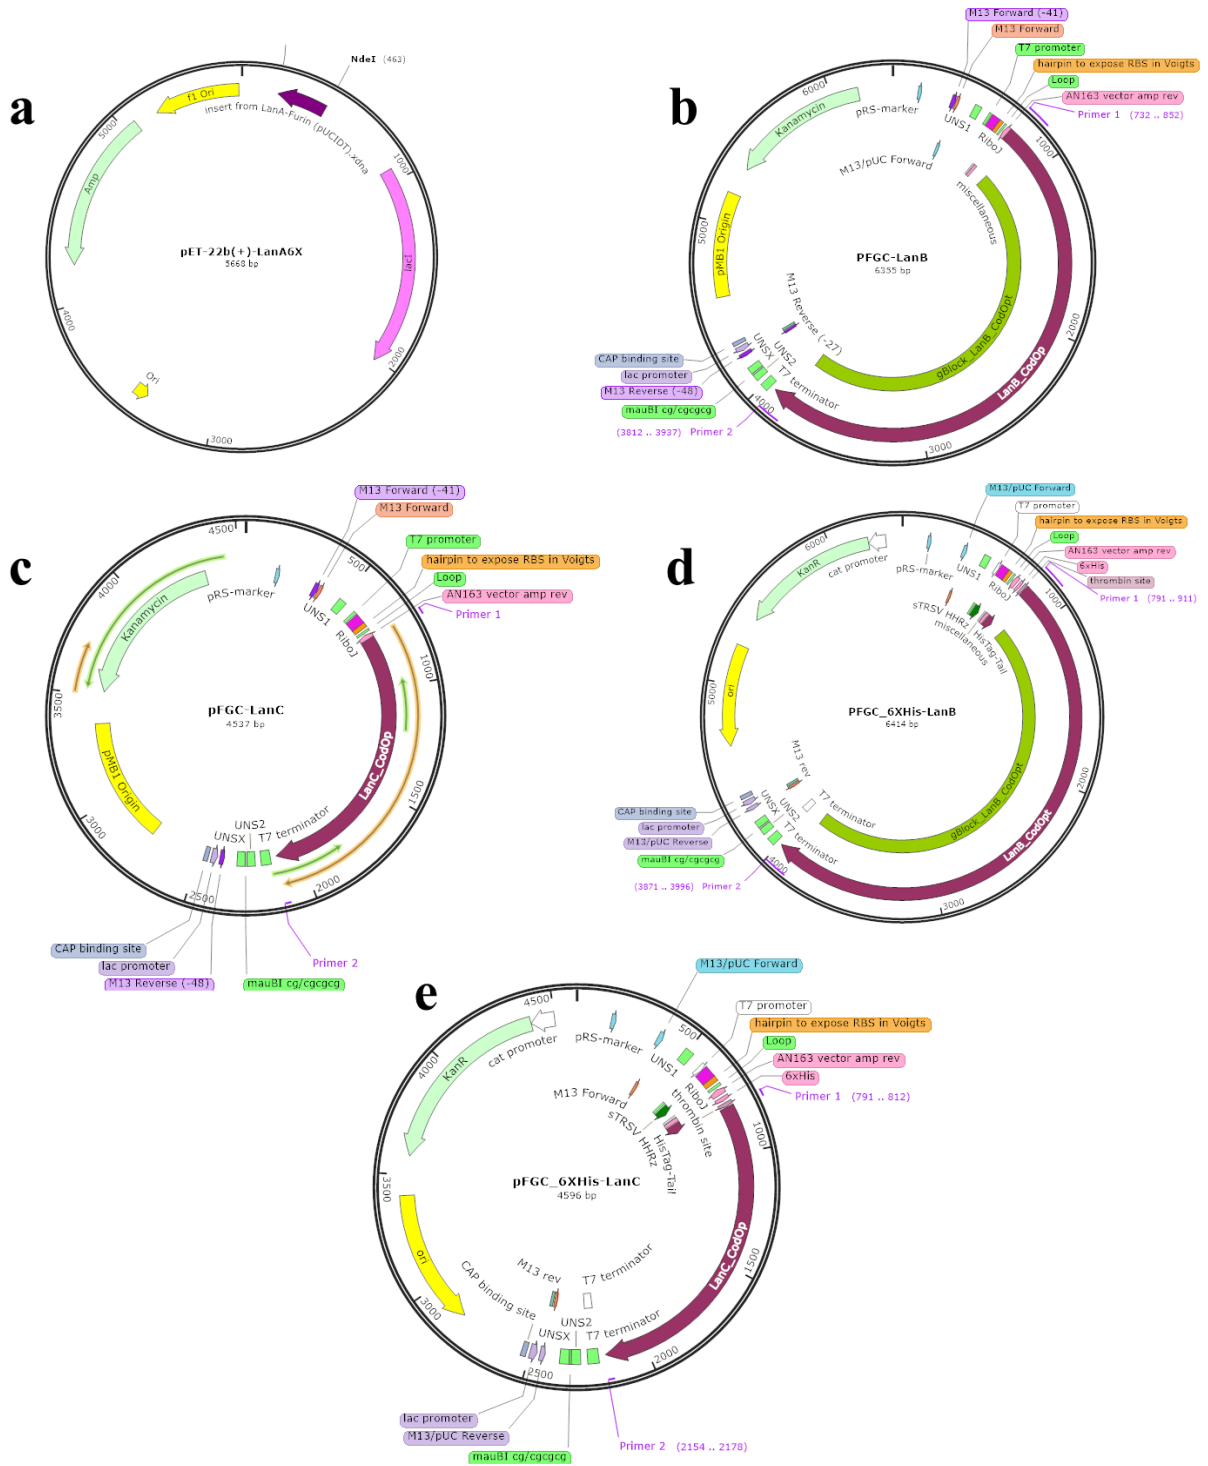 a
NdeI (463)
f1 Ori
insert from LanA-Furin (pUCIDT).xdna
5000
1000
Amp
lacI
pET-22b(+)-LanA6X
5668 bp
4000
2000
Ori
3000
b
M13 Forward (-41)
M13 Forward
T7 promoter
hairpin to expose RBS in Voigts
Loop
AN163 vector amp rev
Primer 1 (732 .. 852)
6000
Kanamycin
pRS-marker
UNS1
RiboJ
1000
M13/pUC Forward
miscellaneous
5000
pMB1 Origin
PFGC-LanB
6355 bp
M13 Reverse (-27)
gBlock_LanB_CodOpt
LanB_CodOp
2000
CAP binding site
lac promoter
M13 Reverse (-48)
mauBI cg/cgcgcg
UNSX
UNS2
T7 terminator
4000
(3812 .. 3937) Primer 2
3000
c
M13 Forward (-41)
M13 Forward
T7 promoter
hairpin to expose RBS in Voigts
Loop
AN163 vector amp rev
Primer 1
4500
500
4000
Kanamycin
pRS-marker
UNS1
RiboJ
1000
3500
pFGC-LanC
4537 bp
LanC_CodOp
pMB1 Origin
1500
3000
UNS2
UNSX
T7 terminator
2500
2000
CAP binding site
lac promoter
M13 Reverse (-48)
mauBI cg/cgcgcg
Primer 2
d
M13/pUC Forward
T7 promoter
hairpin to expose RBS in Voigts
Loop
AN163 vector amp rev
6xHis
thrombin site
Primer 1 (791 .. 911)
6000
KanR
cat promoter
pRS-marker
UNS1
RiboJ
1000
sTRSV HHRz
miscellaneous
HisTag-Tail
5000
ori
PFGC_6XHis-LanB
6414 bp
M13 rev
T7 terminator
gBlock_LanB_CodOpt
LanB_CodOpt
2000
CAP binding site
lac promoter
M13/pUC Reverse
mauBI cg/cgcgcg
UNSX
UNS2
T7 terminator
4000
(3871 .. 3996) Primer 2
3000
e
M13/pUC Forward
T7 promoter
hairpin to expose RBS in Voigts
Loop
AN163 vector amp rev
6xHis
Primer 1 (791 .. 812)
4500
500
4000
KanR
cat promoter
pRS-marker
UNS1
RiboJ
thrombin site
M13 Forward
sTRSV HHRz
HisTag-Tail
1000
3500
pFGC_6XHis-LanC
4596 bp
LanC_CodOp
ori
M13 rev
T7 terminator
CAP binding site
1500
3000
UNS2
UNSX
T7 terminator
2500
2000
lac promoter
M13/pUC Reverse
mauBI cg/cgcgcg
Primer 2 (2154 .. 2178)